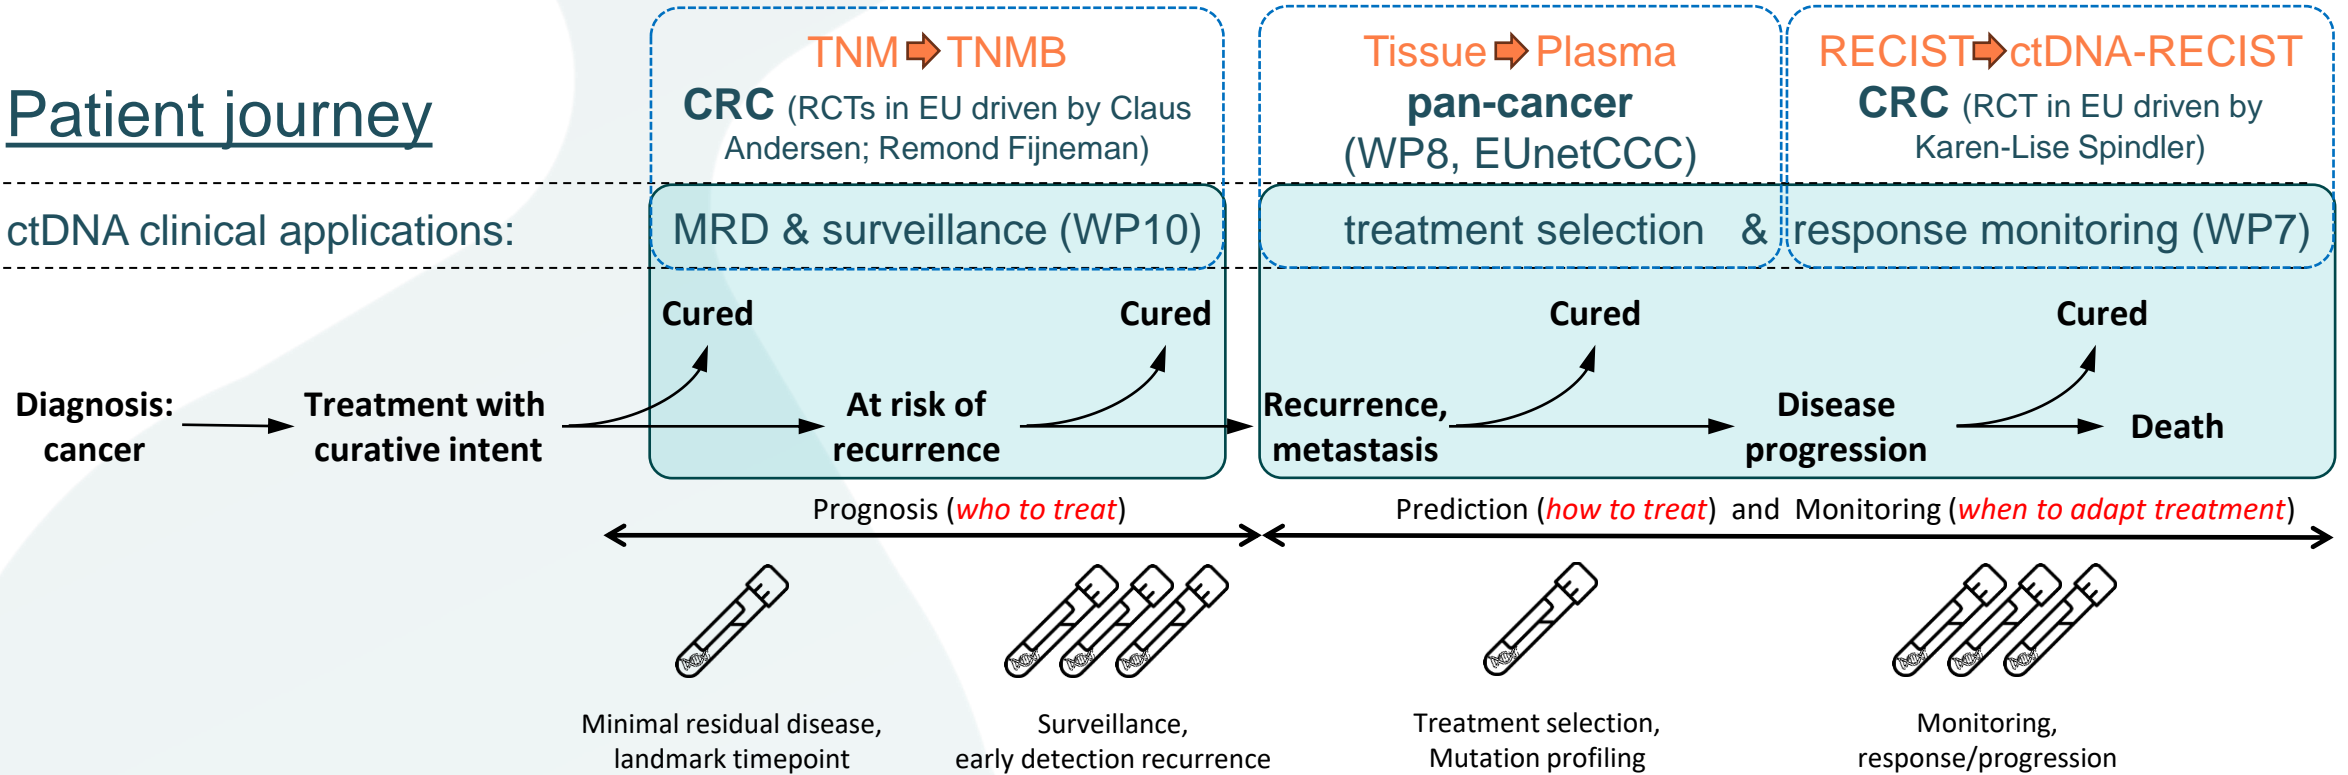 Patient journey
TNM TNMB
CRC (RCTs in EU driven by Claus
Andersen; Remond Fijneman)
Tissue Plasma
pan-cancer
(WP8, EUnetCCC)
RECIST ctDNA-RECIST
CRC (RCT in EU driven by
Karen-Lise Spindler)
ctDNA clinical applications:
MRD & surveillance (WP10)
treatment selection & response monitoring (WP7)
Cured
Cured
Cured
Cured
Diagnosis:
cancer
Treatment with
curative intent
At risk of
recurrence
Recurrence,
metastasis
Disease
progression
Death
Prognosis (who to treat)
Prediction (how to treat) and Monitoring (when to adapt treatment)
Minimal residual disease,
landmark timepoint
Surveillance,
early detection recurrence
Treatment selection,
Mutation profiling
Monitoring,
response/progression